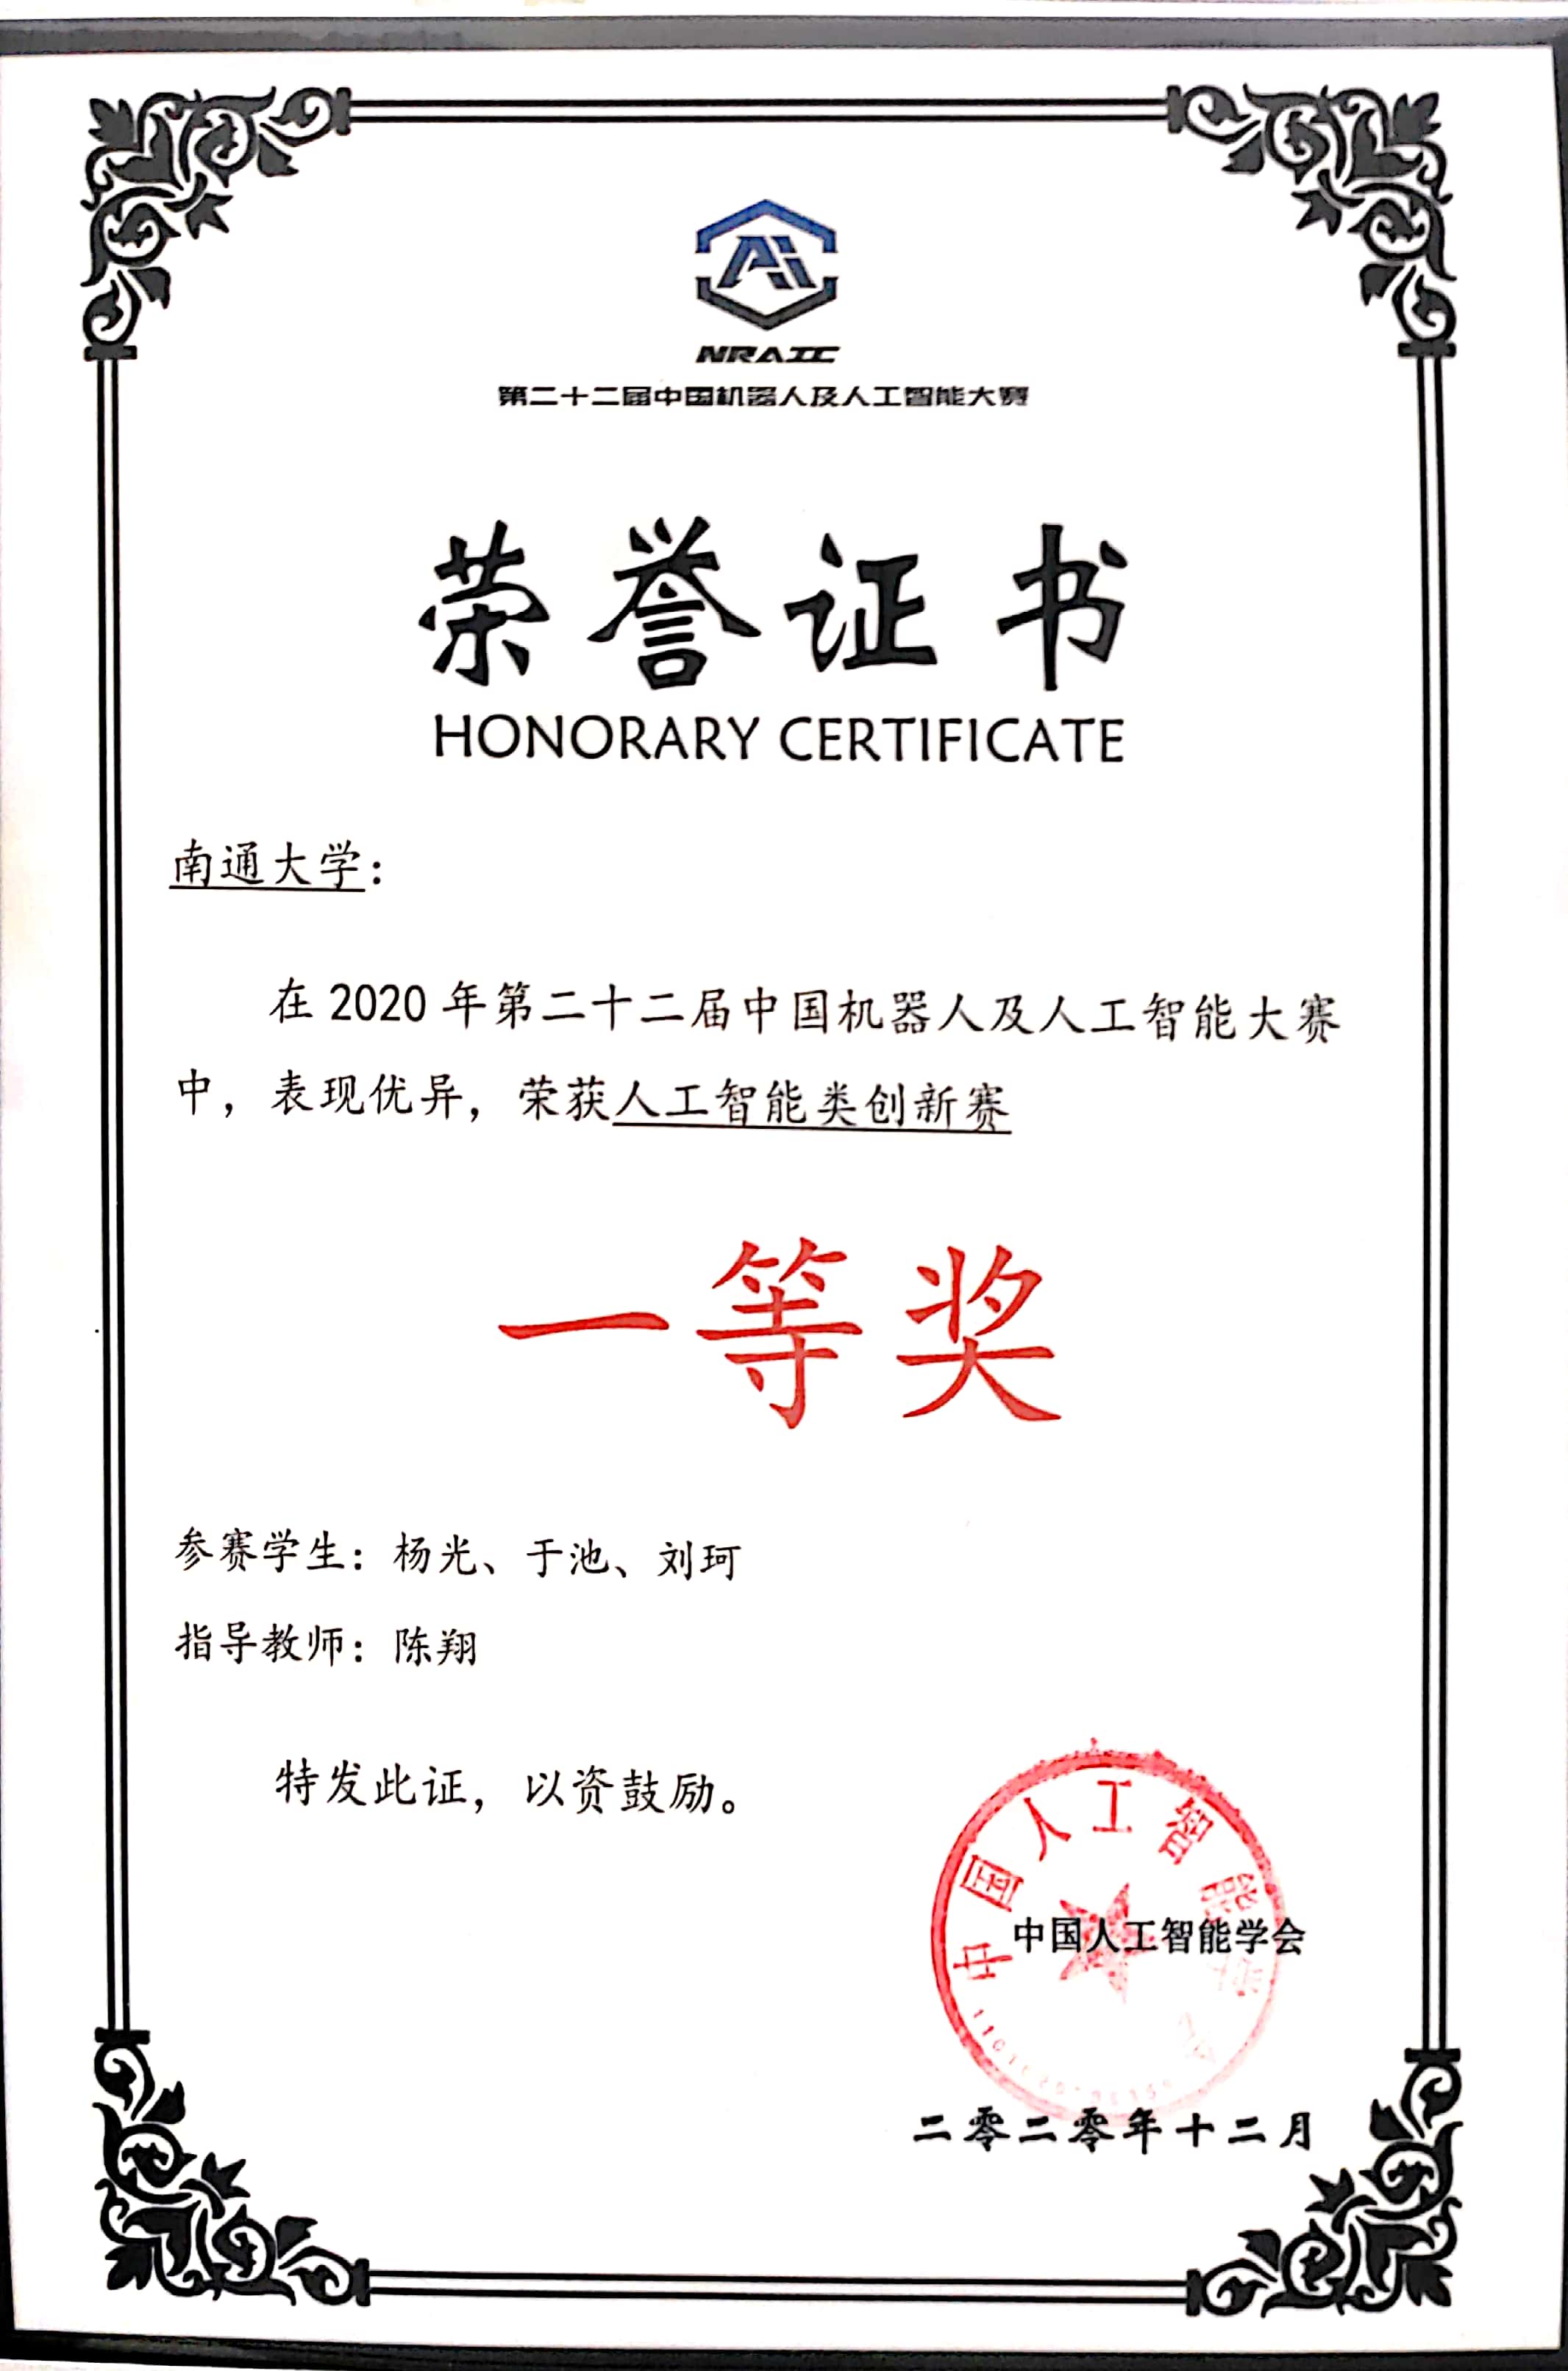 Ai
NRAIC
第二十二届中国机器人及人工智能大赛
荣誉证书
HONORARY CERTIFICATE
南通大学：
在 2020 年第二十二届中国机器人及人工智能大赛
中，表现优异，荣获人工智能类创新赛
一等奖
参赛学生：杨光、于池、刘珂
指导教师：陈翔
特发此证，以资鼓励。
中国人工智能学会
中国人工智能学会
二零二零年十二月